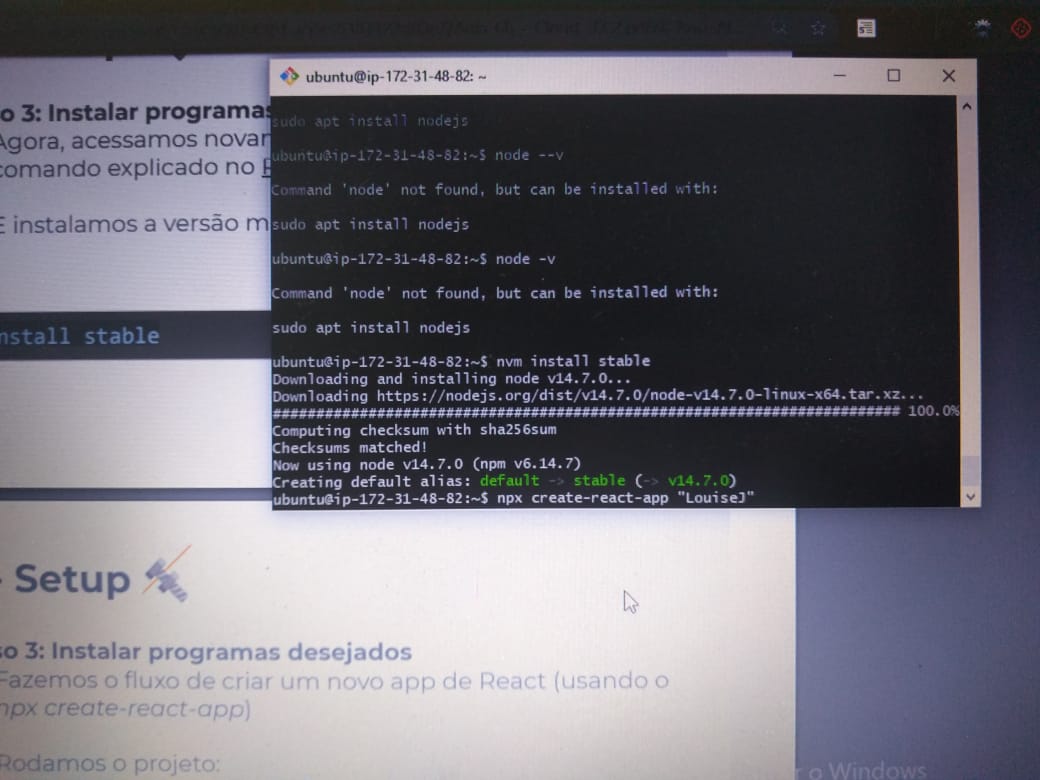 ubuntu@ip-172-31-48-82: ~
o 3: Instalar programas
Agora, acessamos novar
comando explicado no
E instalamos a versão m
nstall stable
sudo apt install nodejs
ubuntu@ip-172-31-48-82:~$ node --v
Command 'node' not found, but can be installed with:
sudo apt install nodejs
ubuntu@ip-172-31-48-82:~$ node -v
Command 'node' not found, but can be installed with:
sudo apt install nodejs
ubuntu@ip-172-31-48-82:~$ nvm install stable
Downloading and installing node v14.7.0...
Downloading https://nodejs.org/dist/v14.7.0/node-v14.7.0-linux-x64.tar.xz...
######################################################################## 100.0%
Computing checksum with sha256sum
Checksums matched!
Now using node v14.7.0 (npm v6.14.7)
Creating default alias: default -> stable (-> v14.7.0)
ubuntu@ip-172-31-48-82:~$ npx create-react-app "LouiseJ"
- Setup
so 3: Instalar programas desejados
Fazemos o fluxo de criar um novo app de React (usando o
npx create-react-app)
Rodamos o projeto:
r o Windows